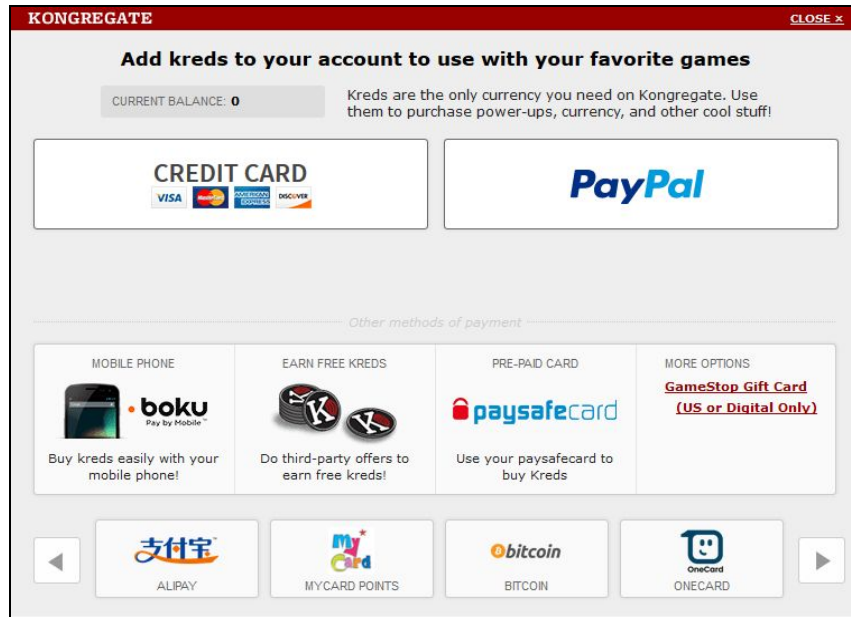 KONGREGATE
CLOSE ×
Add kreds to your account to use with your favorite games
CURRENT BALANCE: 0
Kreds are the only currency you need on Kongregate. Use
them to purchase power-ups, currency, and other cool stuff!
CREDIT CARD
VISA MasterCard AMERICAN EXPRESS DISCOVER
PayPal
Other methods of payment
MOBILE PHONE
boku
Pay by Mobile™
Buy kreds easily with your
mobile phone!
EARN FREE KREDS
K K
Do third-party offers to
earn free kreds!
PRE-PAID CARD
paysafecard
Use your paysafecard to
buy Kreds
MORE OPTIONS
GameStop Gift Card
(US or Digital Only)
支付宝
ALIPAY
my Card
MYCARD POINTS
bitcoin
BITCOIN
OneCard
ONECARD